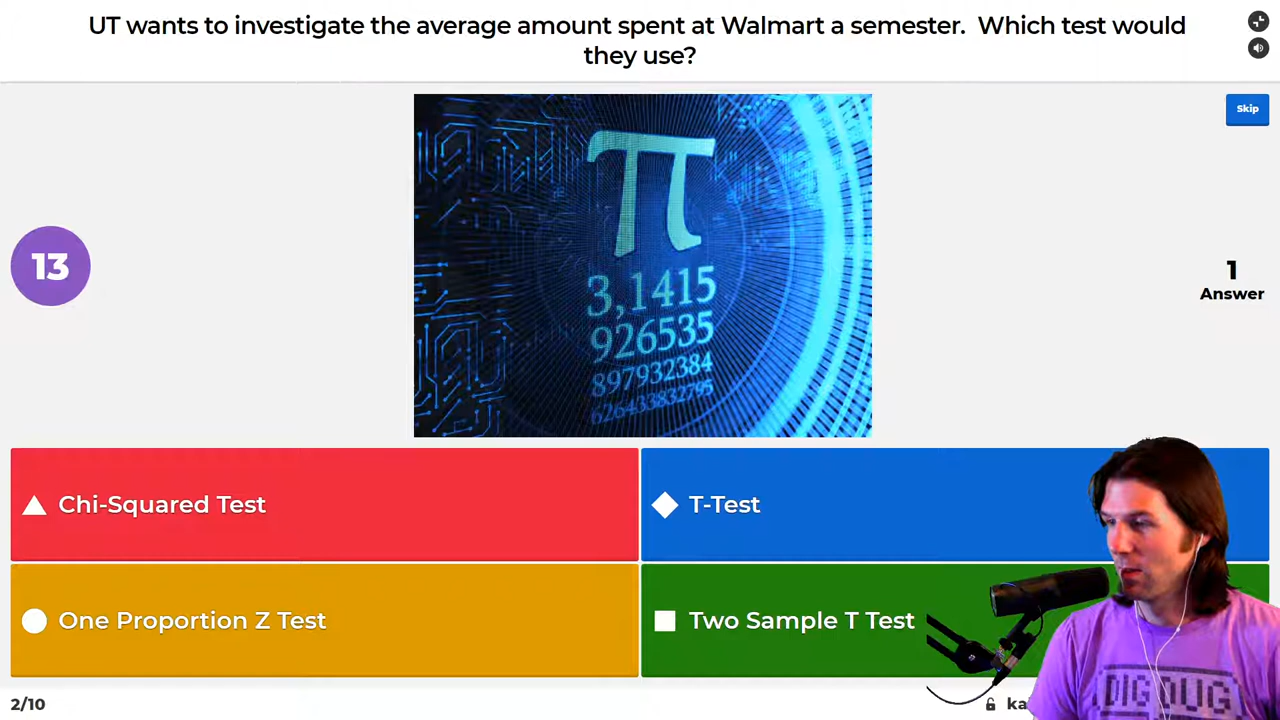 UT wants to investigate the average amount spent at Walmart a semester. Which test would
they use?
Skip
13
π
3,1415
926535
897932384
626433832795
1
Answer
Chi-Squared Test
T-Test
One Proportion Z Test
Two Sample T Test
DIG DUG
2/10